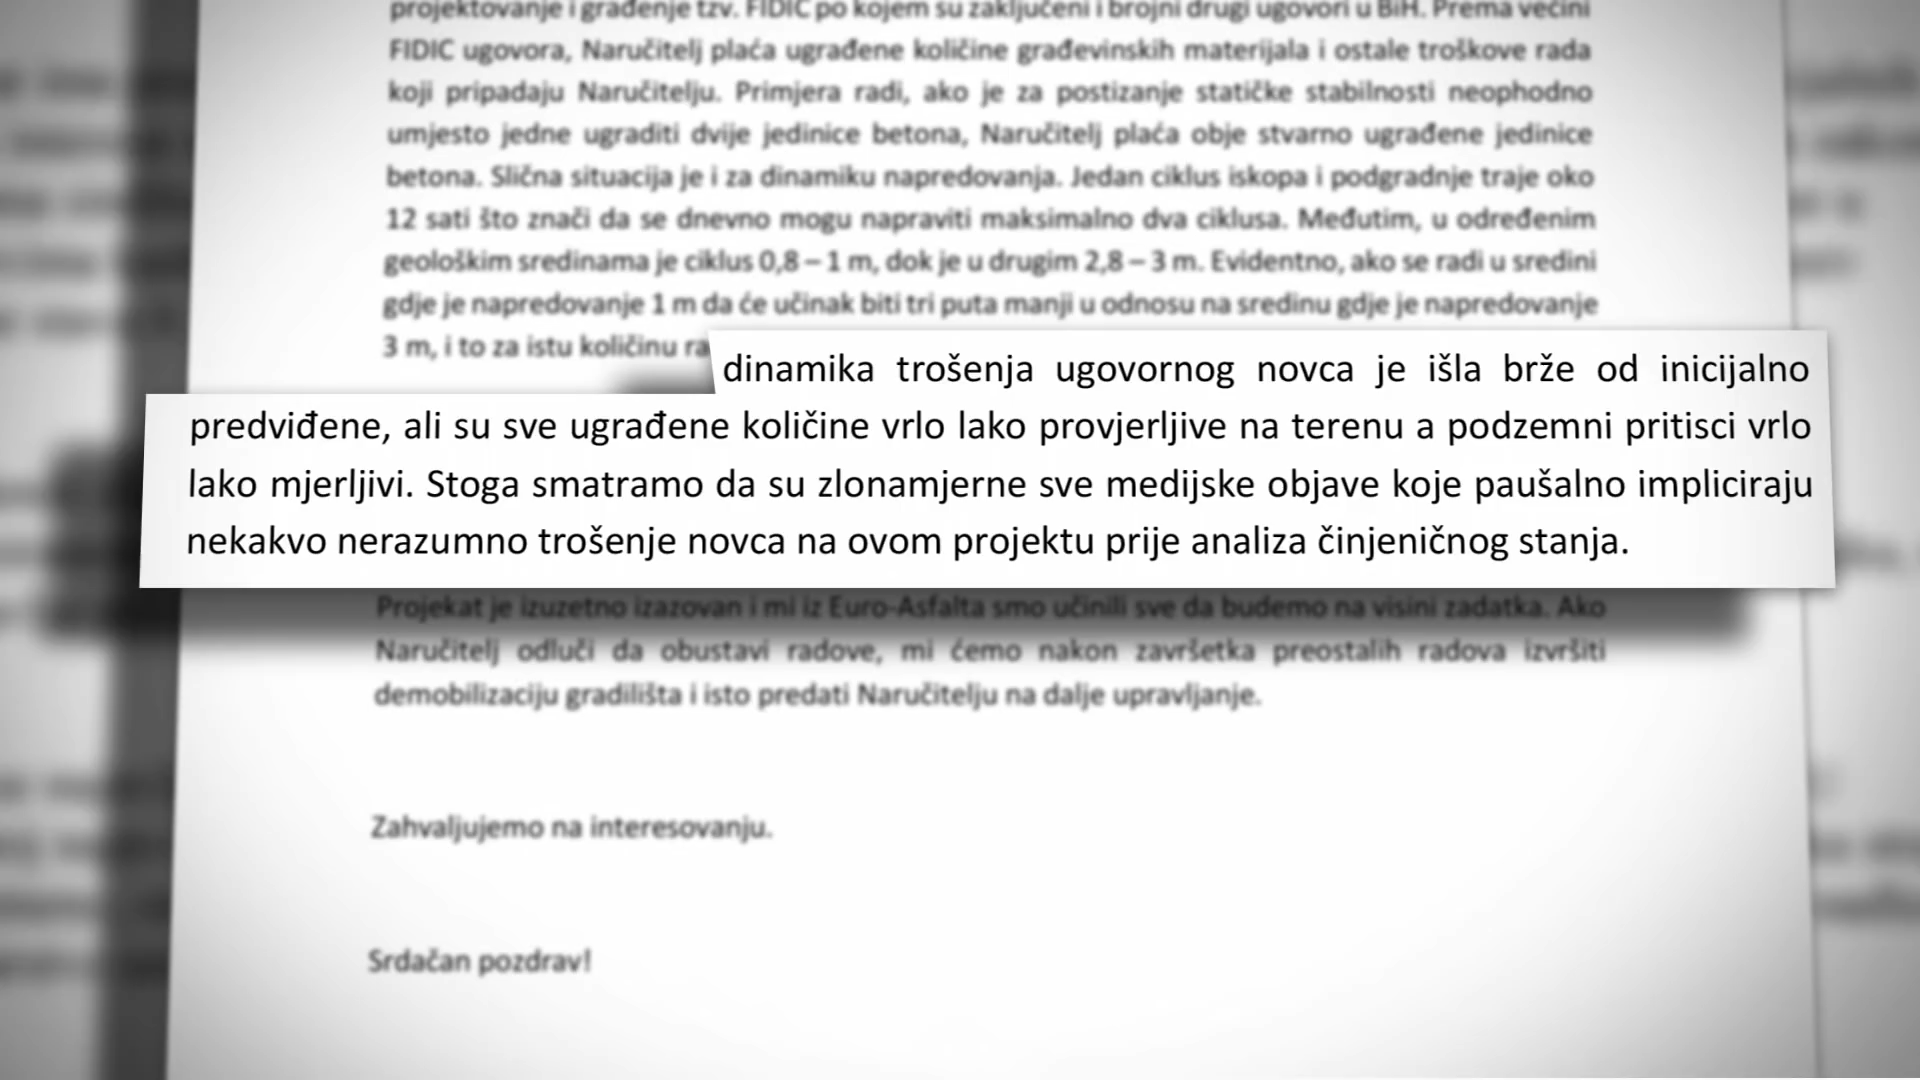 projektovanje i građenje tzv. FIDIC po kojem su zaključeni i brojni drugi ugovori u BiH. Prema većini
FIDIC ugovora, Naručitelj plaća ugrađene količine građevinskih materijala i ostale troškove rada
koji pripadaju Naručitelju. Primjera radi, ako je za postizanje statičke stabilnosti neophodno
umjesto jedne ugraditi dvije jedinice betona, Naručitelj plaća obje stvarno ugrađene jedinice
betona. Slična situacija je i za dinamiku napredovanja. Jedan ciklus iskopa i podgradnje traje oko
12 sati što znači da se dnevno mogu napraviti maksimalno dva ciklusa. Međutim, u određenim
geološkim sredinama je ciklus 0,8 – 1 m, dok je u drugim 2,8 – 3 m. Evidentno, ako se radi u sredini
gdje je napredovanje 1 m da će učinak biti tri puta manji u odnosu na sredinu gdje je napredovanje
3 m, i to za istu količinu
dinamika trošenja ugovornog novca je išla brže od inicijalno
predviđene, ali su sve ugrađene količine vrlo lako provjerljive na terenu a podzemni pritisci vrlo
lako mjerljivi. Stoga smatramo da su zlonamjerne sve medijske objave koje paušalno impliciraju
nekakvo nerazumno trošenje novca na ovom projektu prije analiza činjeničnog stanja.
Projekat je izuzetno izazovan i mi iz Euro-Asfalta smo učinili sve da budemo na visini zadatka. Ako
Naručitelj odluči da obustavi radove, mi ćemo nakon završetka preostalih radova izvršiti
demobilizaciju gradilišta i isto predati Naručitelju na dalje upravljanje.
Zahvaljujemo na interesovanju.
Srdačan pozdrav!